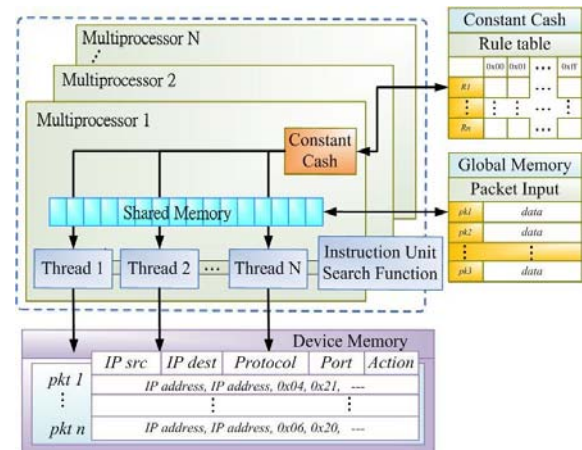 Multiprocessor N
Multiprocessor 2
Multiprocessor 1
Constant
Cash
Shared Memory
Thread 1
Thread 2
...
Thread N
Instruction Unit
Search Function
Constant Cash
Rule table
0x00 0x01 ... 0xff
R1
Rn
Global Memory
Packet Input
pk1 data
pk2 data
pk3 data
Device Memory
IP src IP dest Protocol Port Action
pkt 1 IP address, IP address, 0x04, 0x21, ---
pkt n IP address, IP address, 0x06, 0x20, ---